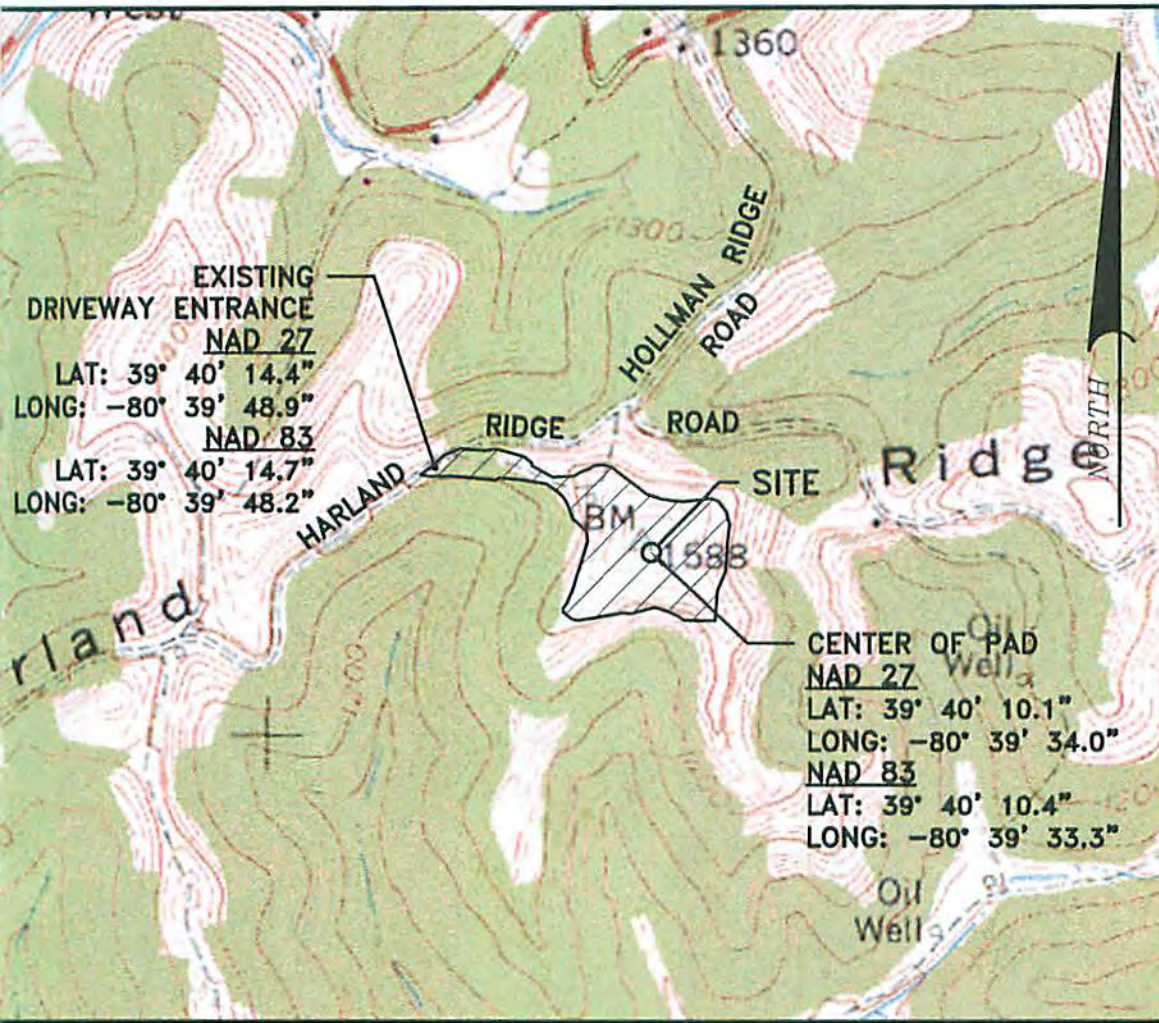 1360
HOLLMAN RIDGE
ROAD
1300
EXISTING
DRIVEWAY ENTRANCE
NAD 27
LAT: 39° 40' 14.4"
LONG: -80° 39' 48.9"
NAD 83
LAT: 39° 40' 14.7"
LONG: -80° 39' 48.2"
HARLAND RIDGE ROAD
SITE
Ridge
NORTH
BM
1588
rland
Oil
Well
CENTER OF PAD
NAD 27
LAT: 39° 40' 10.1"
LONG: -80° 39' 34.0"
NAD 83
LAT: 39° 40' 10.4"
LONG: -80° 39' 33.3"
Oil
Well